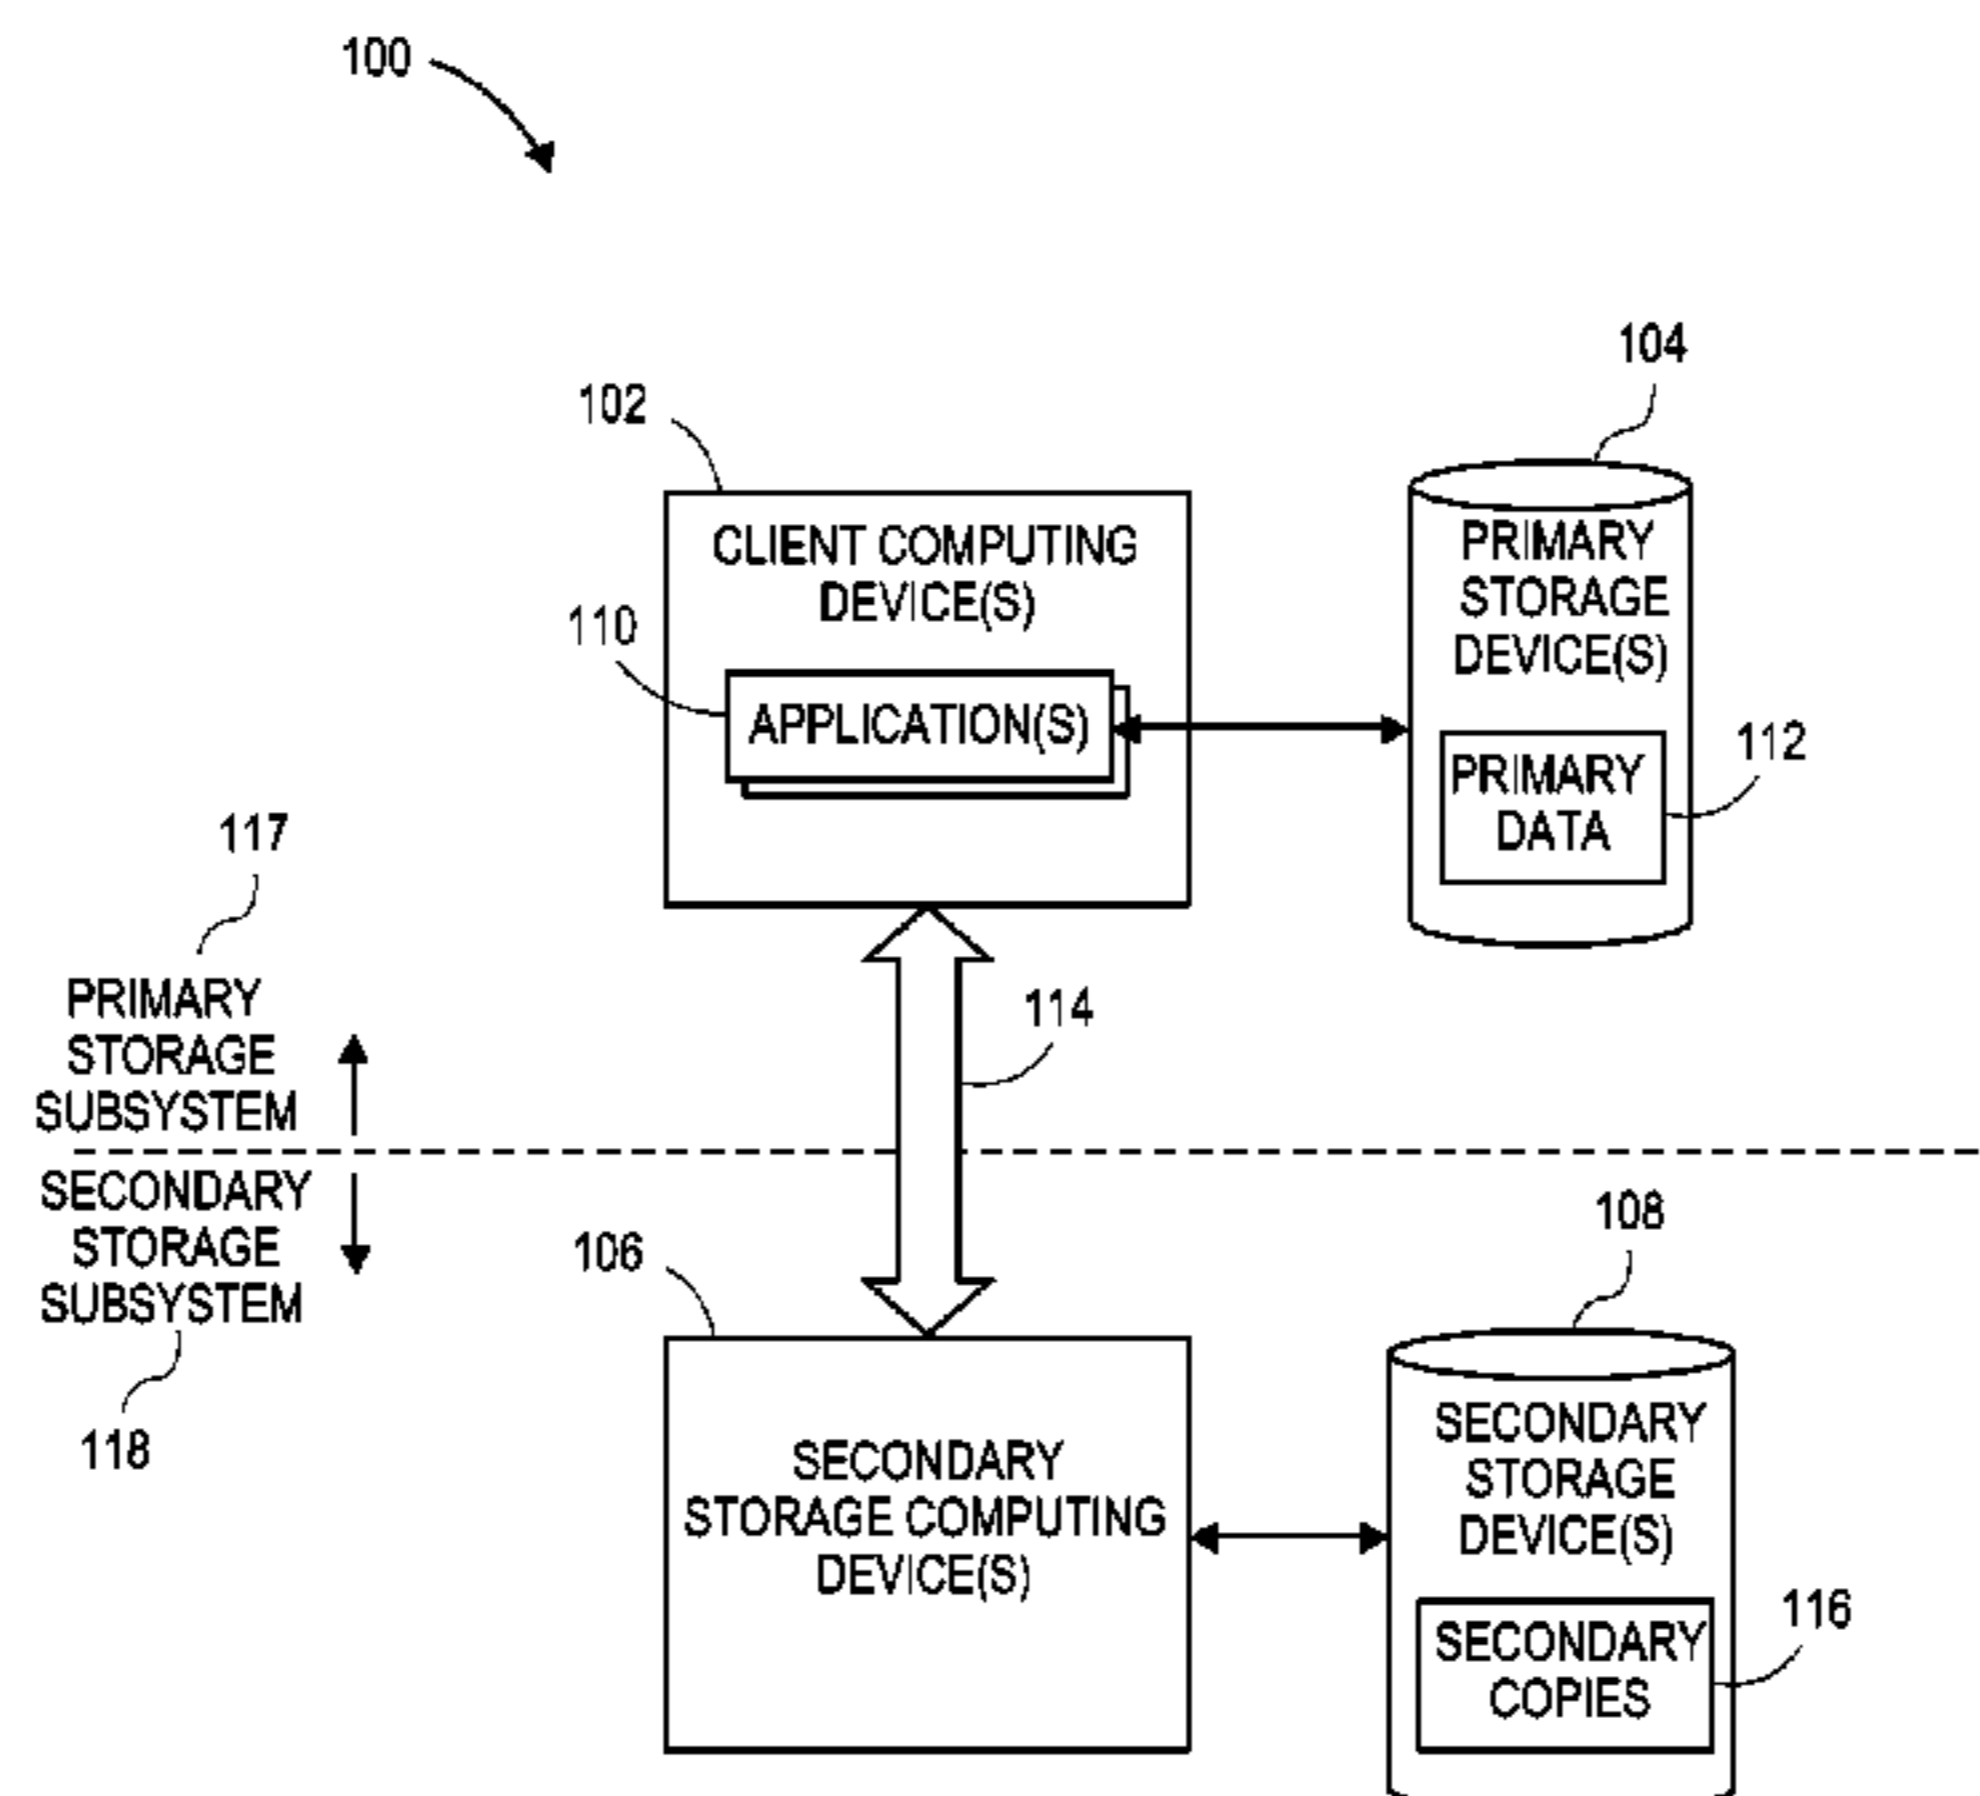 100
104
102
CLIENT COMPUTING
DEVICE(S)
110
APPLICATION(S)
PRIMARY
STORAGE
DEVICE(S)
112
PRIMARY
DATA
117
PRIMARY
STORAGE
SUBSYSTEM
114
SECONDARY
STORAGE
SUBSYSTEM
118
106
108
SECONDARY
STORAGE COMPUTING
DEVICE(S)
SECONDARY
STORAGE
DEVICE(S)
116
SECONDARY
COPIES